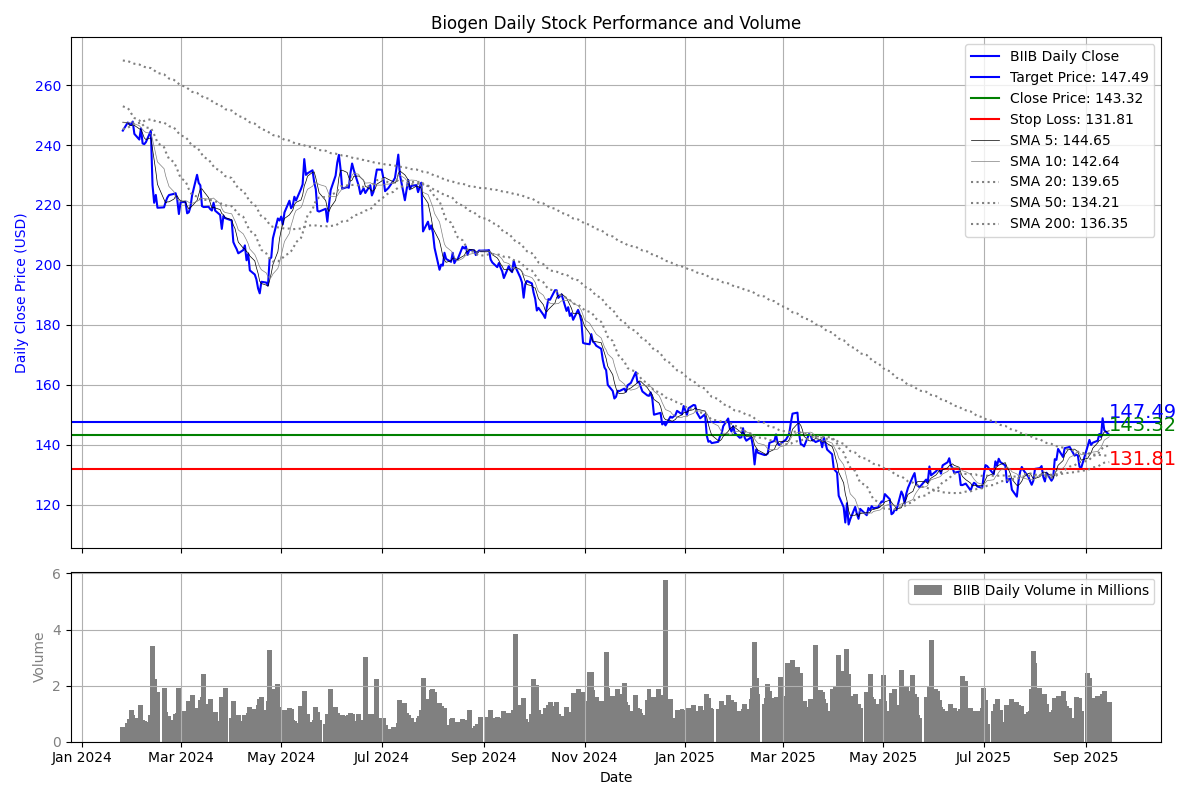 Biogen Daily Stock Performance and Volume
Daily Close Price (USD)
260
240
220
200
180
160
140
120
BIIB Daily Close
Target Price: 147.49
Close Price: 143.32
Stop Loss: 131.81
SMA 5: 144.65
SMA 10: 142.64
SMA 20: 139.65
SMA 50: 134.21
SMA 200: 136.35
147.49
143.32
131.81
Volume
6
4
2
0
BIIB Daily Volume in Millions
Jan 2024 Mar 2024 May 2024 Jul 2024 Sep 2024 Nov 2024 Jan 2025 Mar 2025 May 2025 Jul 2025 Sep 2025
Date